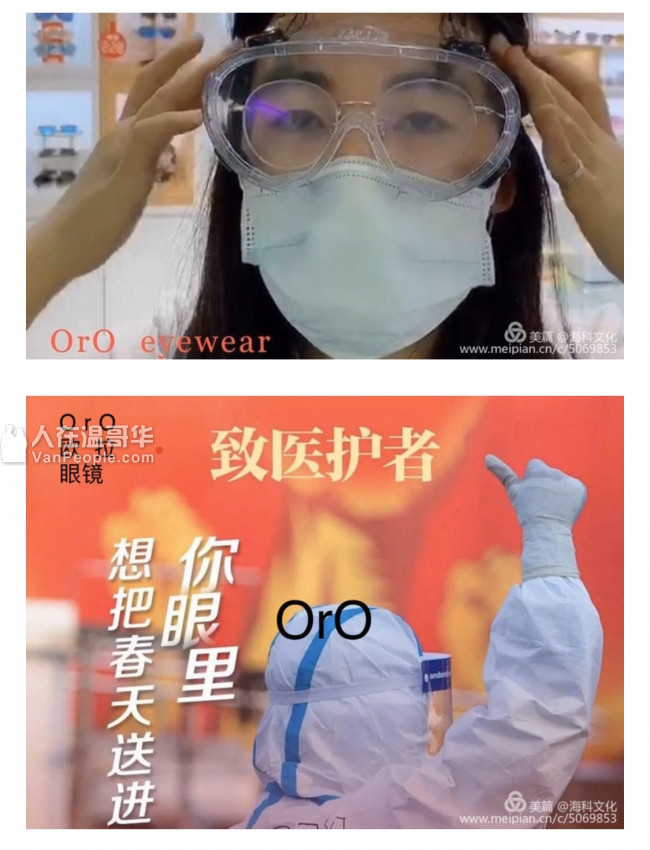 OrO eyewear
美篇 @海科文化
www.meipian.cn/c/5069853
OrO
欧拉
眼镜
人在温哥华
VanPeople.com
致医护者
想把春天送进
你眼里
OrO
美篇 @海科文化
www.meipian.cn/c/5069853